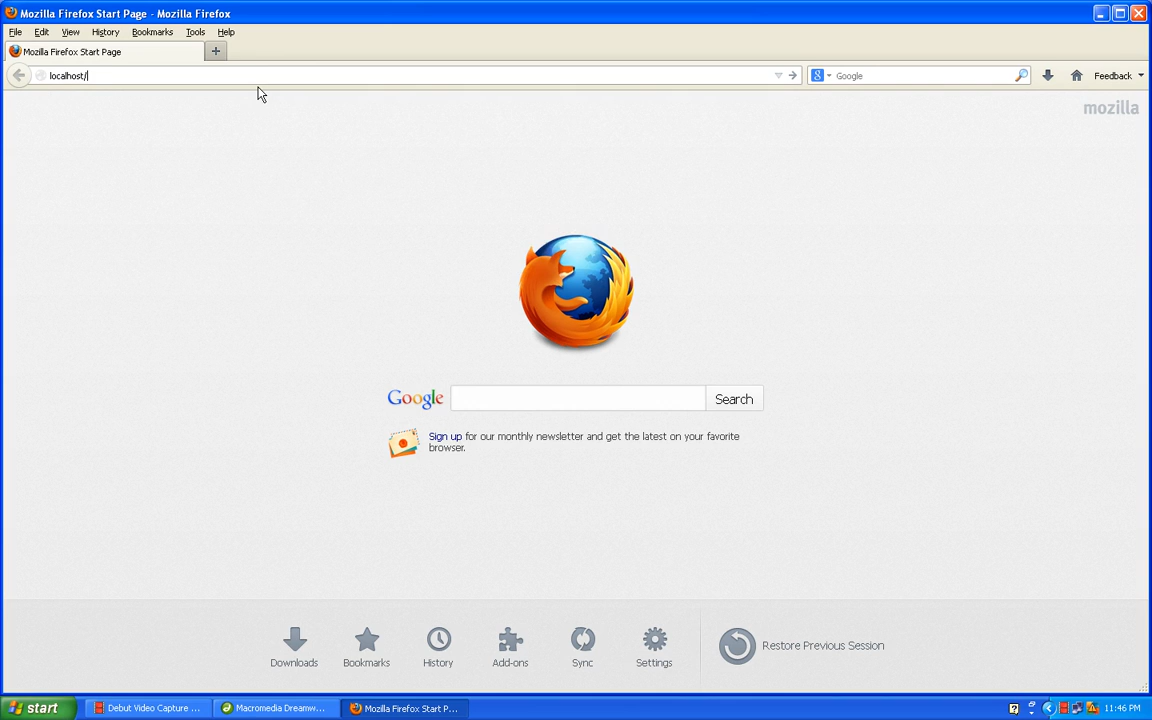 Mozilla Firefox Start Page - Mozilla Firefox
File Edit View History Bookmarks Tools Help
Mozilla Firefox Start Page +
localhost/ 8 Google Feedback
mozilla
Google Search
Sign up for our monthly newsletter and get the latest on your favorite
browser.
Downloads Bookmarks History Add-ons Sync Settings Restore Previous Session
start Debut Video Capture ... Macromedia Dreamw... Mozilla Firefox Start P... ? 11:46 PM